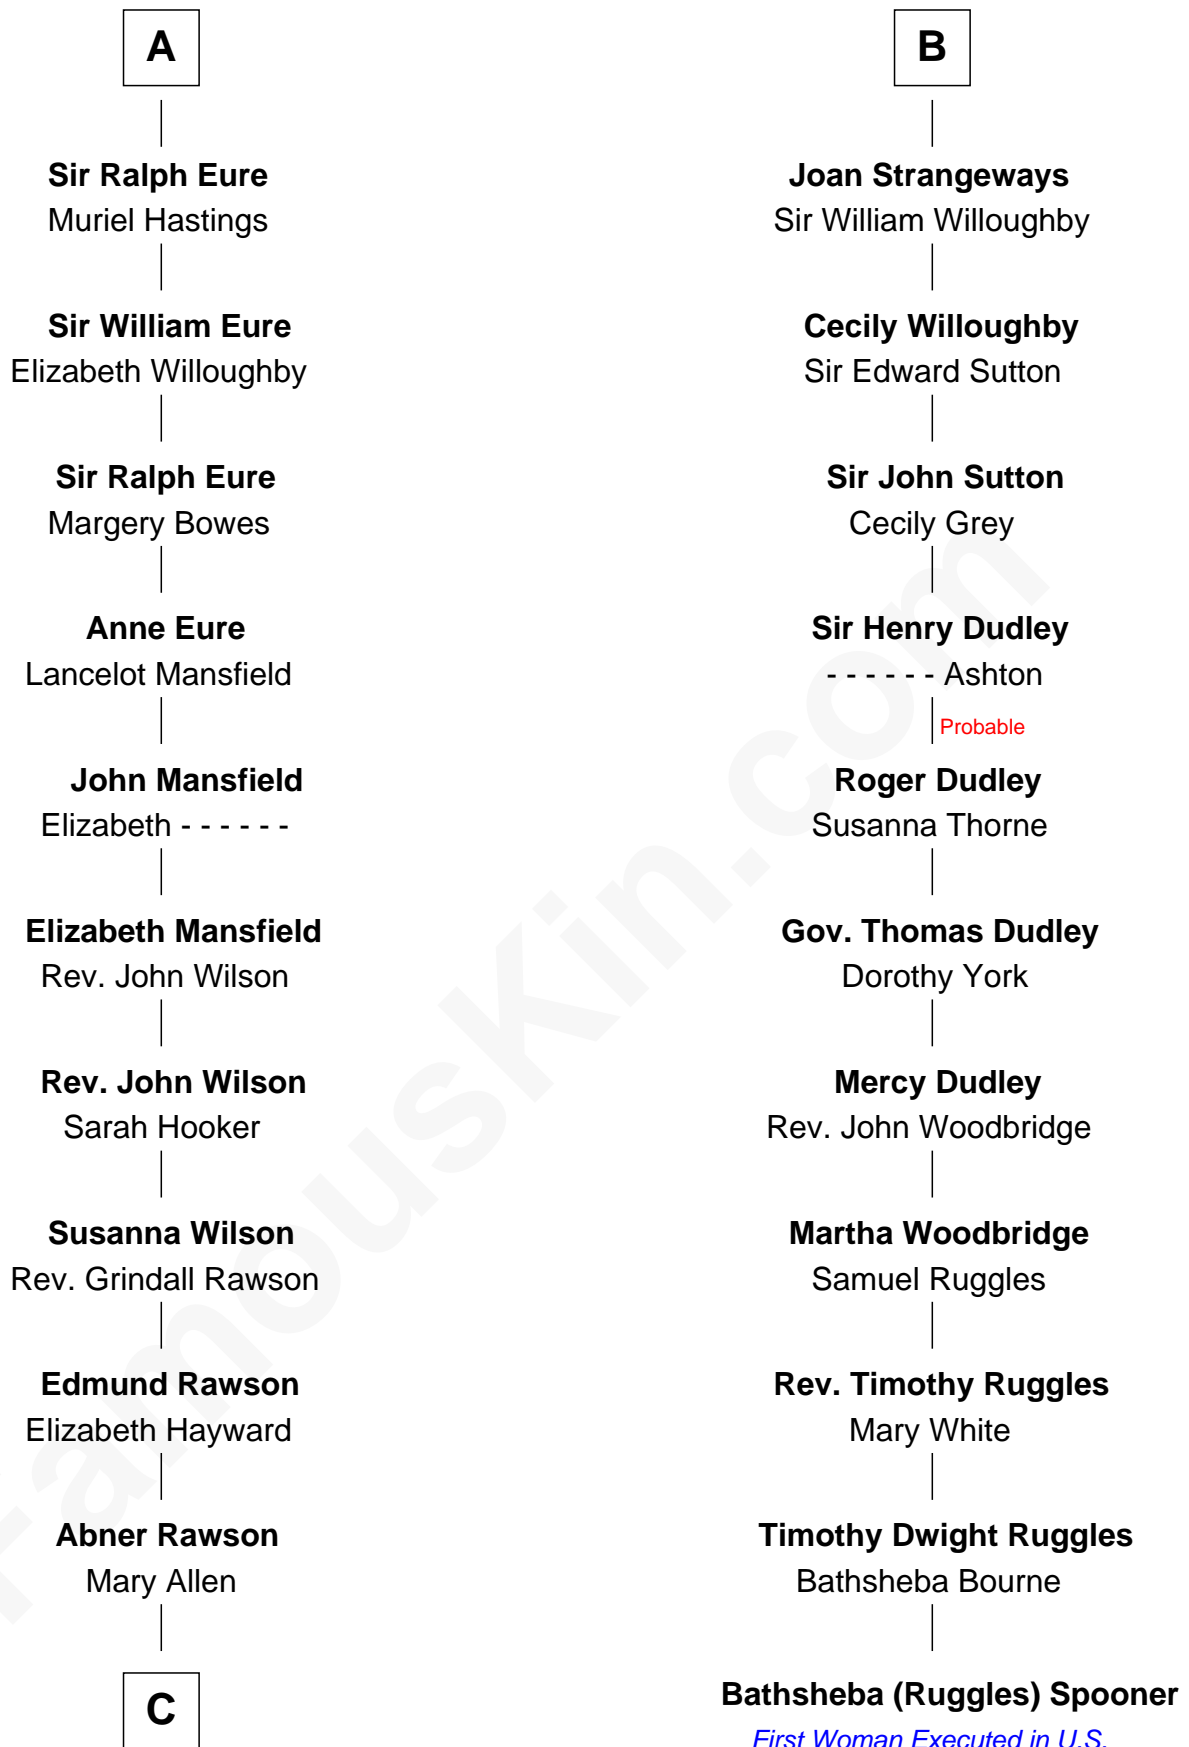 A
Sir Ralph Eure
Muriel Hastings
Sir William Eure
Elizabeth Willoughby
Sir Ralph Eure
Margery Bowes
Anne Eure
Lancelot Mansfield
John Mansfield
Elizabeth - - - - - -
Elizabeth Mansfield
Rev. John Wilson
Rev. John Wilson
Sarah Hooker
Susanna Wilson
Rev. Grindall Rawson
Edmund Rawson
Elizabeth Hayward
Abner Rawson
Mary Allen
C
B
Joan Strangeways
Sir William Willoughby
Cecily Willoughby
Sir Edward Sutton
Sir John Sutton
Cecily Grey
Sir Henry Dudley
- - - - - - Ashton
Probable
Roger Dudley
Susanna Thorne
Gov. Thomas Dudley
Dorothy York
Mercy Dudley
Rev. John Woodbridge
Martha Woodbridge
Samuel Ruggles
Rev. Timothy Ruggles
Mary White
Timothy Dwight Ruggles
Bathsheba Bourne
Bathsheba (Ruggles) Spooner
First Woman Executed in U.S.
FamousKin.com